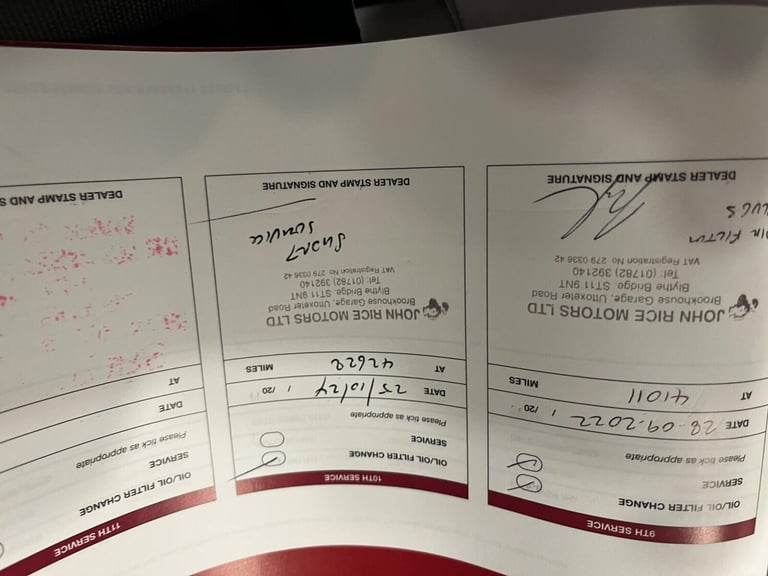 9TH SERVICE
OIL/OIL FILTER CHANGE
SERVICE
Please tick as appropriate
DATE 28-09-2022 / /20
AT 41011 MILES
JOHN RICE MOTORS LTD
Brookhouse Garage, Uttoxeter Road
Blythe Bridge. ST11 9NT
Tel: (01782) 392140
VAT Registration No 279 0336 42
FILTER
LUGS
DEALER STAMP AND SIGNATURE
10TH SERVICE
OIL/OIL FILTER CHANGE
SERVICE
Please tick as appropriate
DATE 25/10/24 / /20
AT 42622 MILES
JOHN RICE MOTORS LTD
Brookhouse Garage, Uttoxeter Road
Blythe Bridge. ST11 9NT
Tel: (01782) 392140
VAT Registration No 279 0336 42
SHORT
SERVICE
DEALER STAMP AND SIGNATURE
11TH SERVICE
OIL/OIL FILTER CHANGE
SERVICE
Please tick as appropriate
DATE
AT
DEALER STAMP AND S